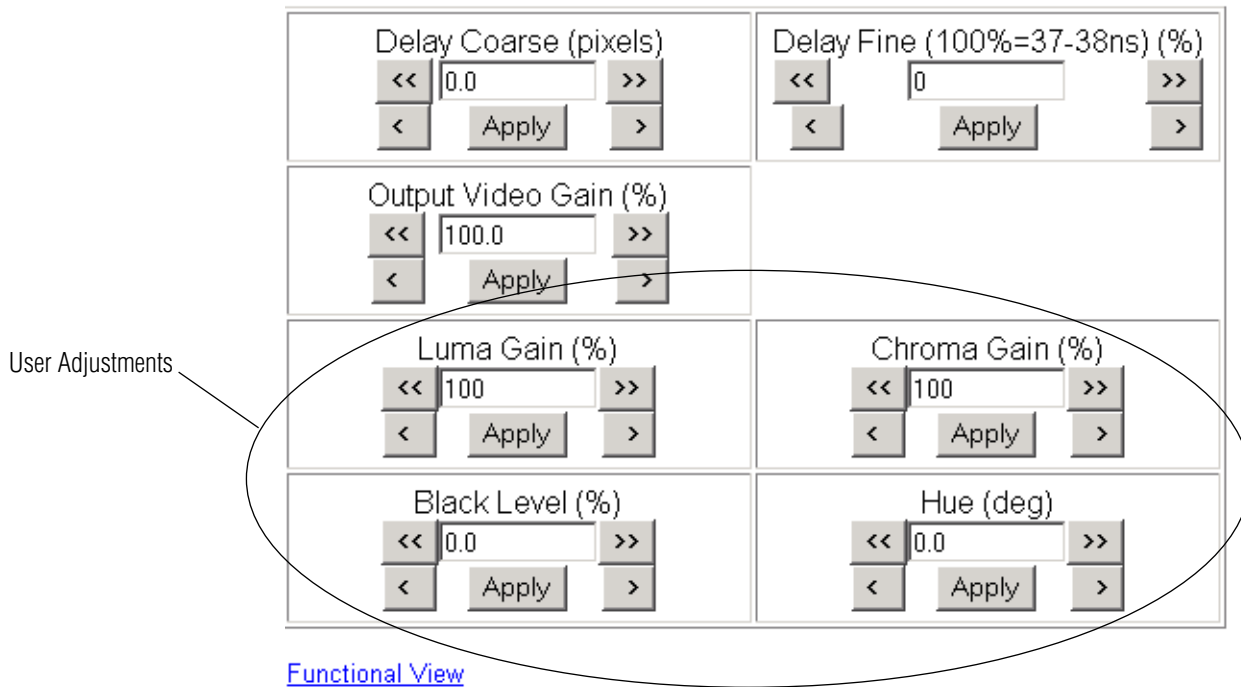 Delay Coarse (pixels)
<< 0.0 >>
< Apply >
Delay Fine (100%=37-38ns) (%)
<< 0 >>
< Apply >
Output Video Gain (%)
<< 100.0 >>
< Apply >
User Adjustments
Luma Gain (%)
<< 100 >>
< Apply >
Chroma Gain (%)
<< 100 >>
< Apply >
Black Level (%)
<< 0.0 >>
< Apply >
Hue (deg)
<< 0.0 >>
< Apply >
Functional View